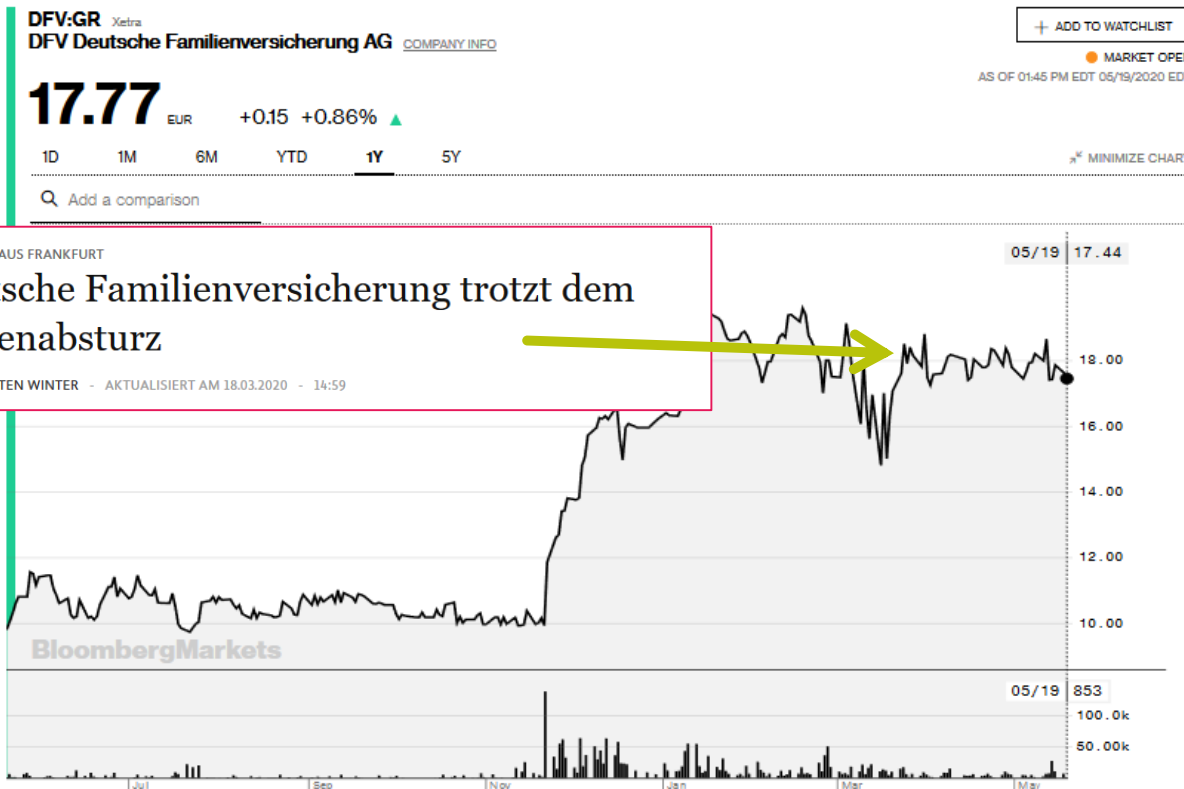 DFV:GR Xetra
DFV Deutsche Familienversicherung AG COMPANY INFO
+ ADD TO WATCHLIST
MARKET OPE
AS OF 01:45 PM EDT 05/19/2020 ED
17.77 EUR +0.15 +0.86%
1D 1M 6M YTD 1Y 5Y
MINIMIZE CHAR
Add a comparison
AUS FRANKFURT
sche Familienversicherung trotzt dem
enabsturz
TEN WINTER - AKTUALISIERT AM 18.03.2020 - 14:59
05/19 17.44
18.00
16.00
14.00
12.00
10.00
BloombergMarkets
05/19 853
100.0k
50.00k
Jul Sep Nov Jan Mar May